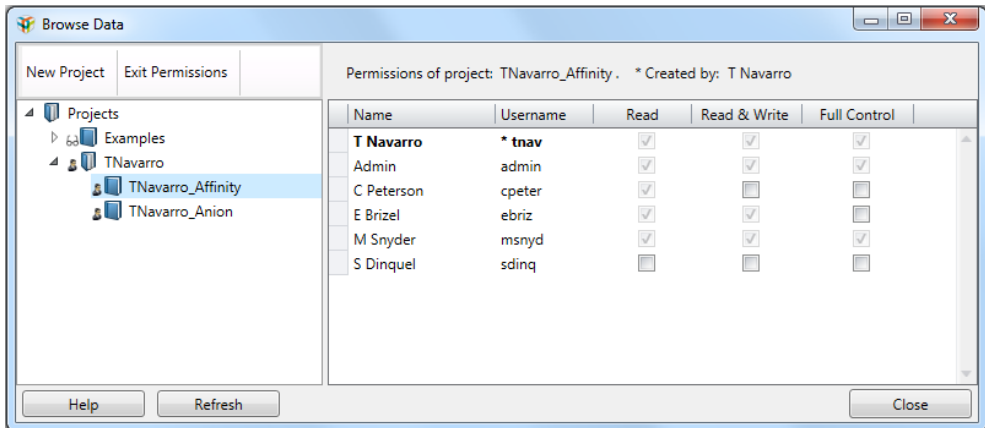 Browse Data
New Project Exit Permissions
Permissions of project: TNavarro_Affinity . * Created by: T Navarro
Projects
Examples
TNavarro
TNavarro_Affinity
TNavarro_Anion
Name Username Read Read & Write Full Control
T Navarro * tnav
Admin admin
C Peterson cpeter
E Brizel ebriz
M Snyder msnyd
S Dinquel sdinq
Help Refresh Close